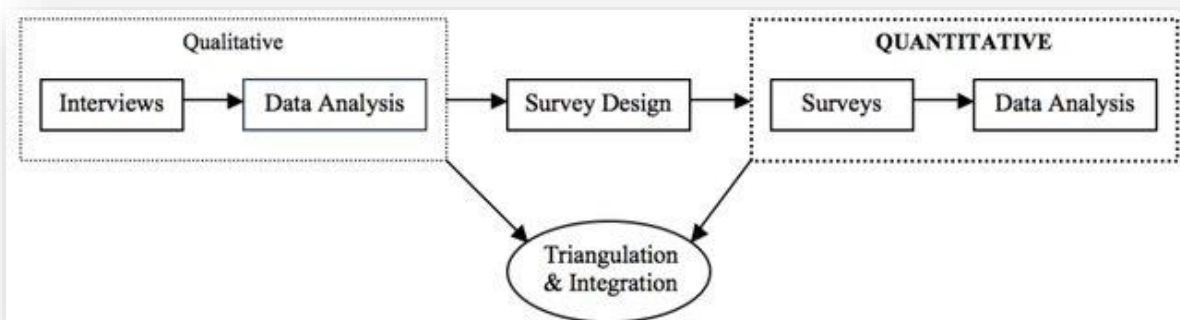 Qualitative
QUANTITATIVE
Interviews
Data Analysis
Survey Design
Surveys
Data Analysis
Triangulation
& Integration